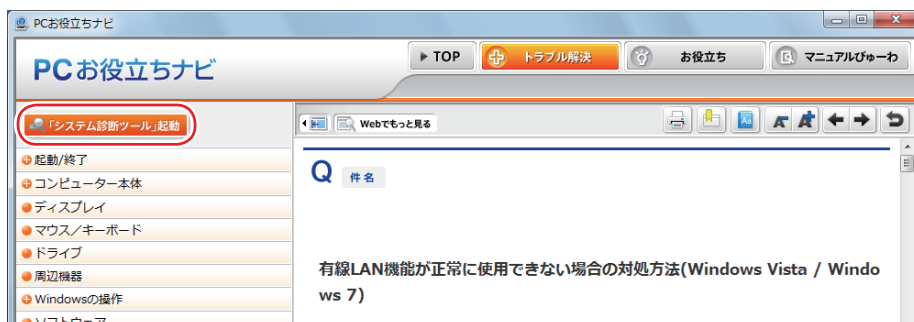 PCお役立ちナビ
PCお役立ちナビ
TOP
トラブル解決
お役立ち
マニュアルびゅーわ
「システム診断ツール」起動
Webでもっと見る
起動/終了
コンピューター本体
ディスプレイ
マウス/キーボード
ドライブ
周辺機器
Windowsの操作
ソフトウェア
Q 件名
有線LAN機能が正常に使用できない場合の対処方法(Windows Vista / Windo
ws 7)